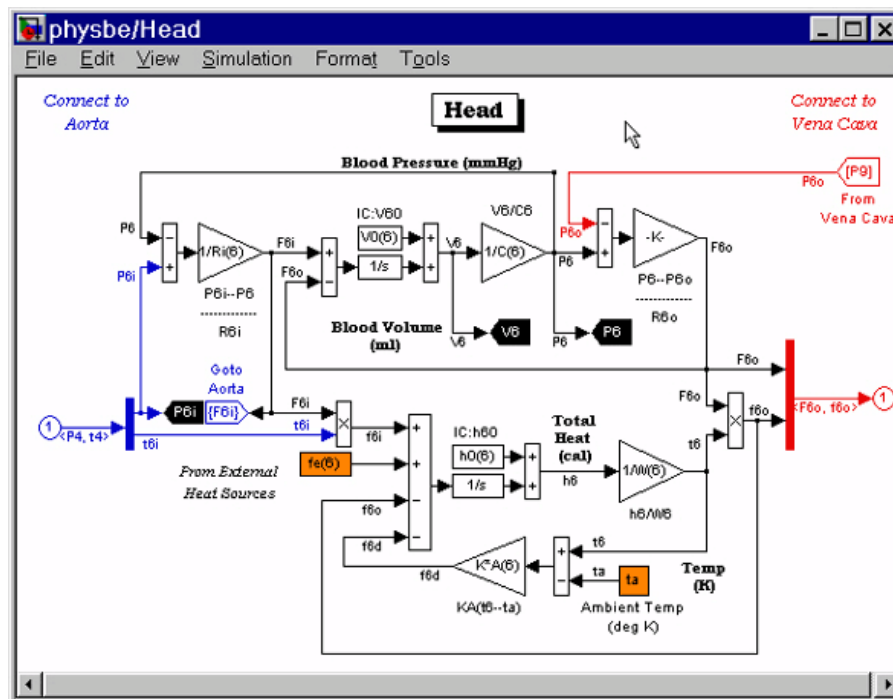 physbe/Head
File Edit View Simulation Format Tools
Connect to
Aorta
Head
Connect to
Vena Cava
Blood Pressure (mmHg)
[P9]
P6o
From
Vena Cava
IC:V60
V6/C6
P6
1/Ri(6)
F6i
V0(6)
V6
1/C(6)
P6o
-K-
F6o
P6i
F6o
1/s
P6
P6i--P6
R6i
P6--P6o
R6o
Blood Volume
(ml)
V6
V6
P6
P6
Goto
Aorta
F6o
P6i
{F6i}
F6i
F6o
1
<P4, t4>
t6i
t6i
f6i
Total
Heat
(cal)
t6
f6o
<F6o, f6o>
1
From External
Heat Sources
fe(6)
IC:h60
h0(6)
1/s
h6
1/W(6)
h6/W6
f6o
f6d
f6d
K*A(6)
KA(t6--ta)
t6
ta
ta
Ambient Temp
(deg K)
Temp
(K)